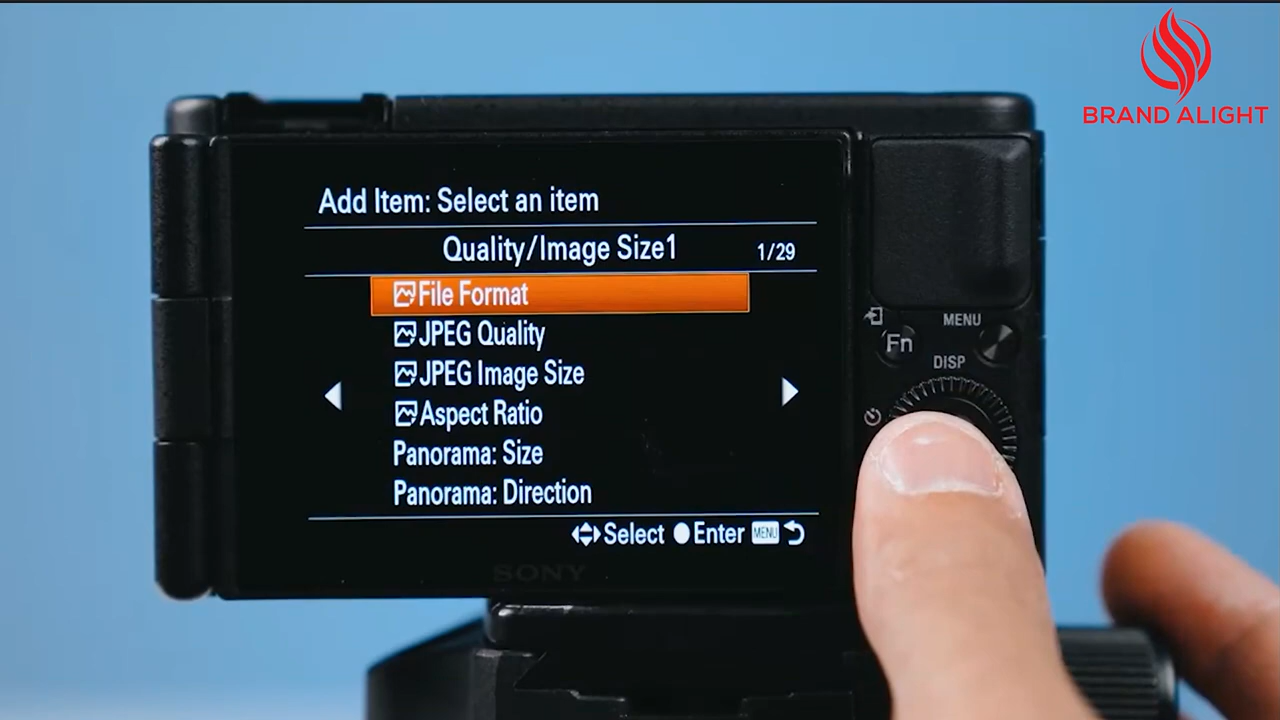 BRAND ALIGHT
Add Item: Select an item
Quality/Image Size1 1/29
File Format
JPEG Quality
JPEG Image Size
Aspect Ratio
Panorama: Size
Panorama: Direction
Select Enter MENU
SONY
MENU
Fn
DISP